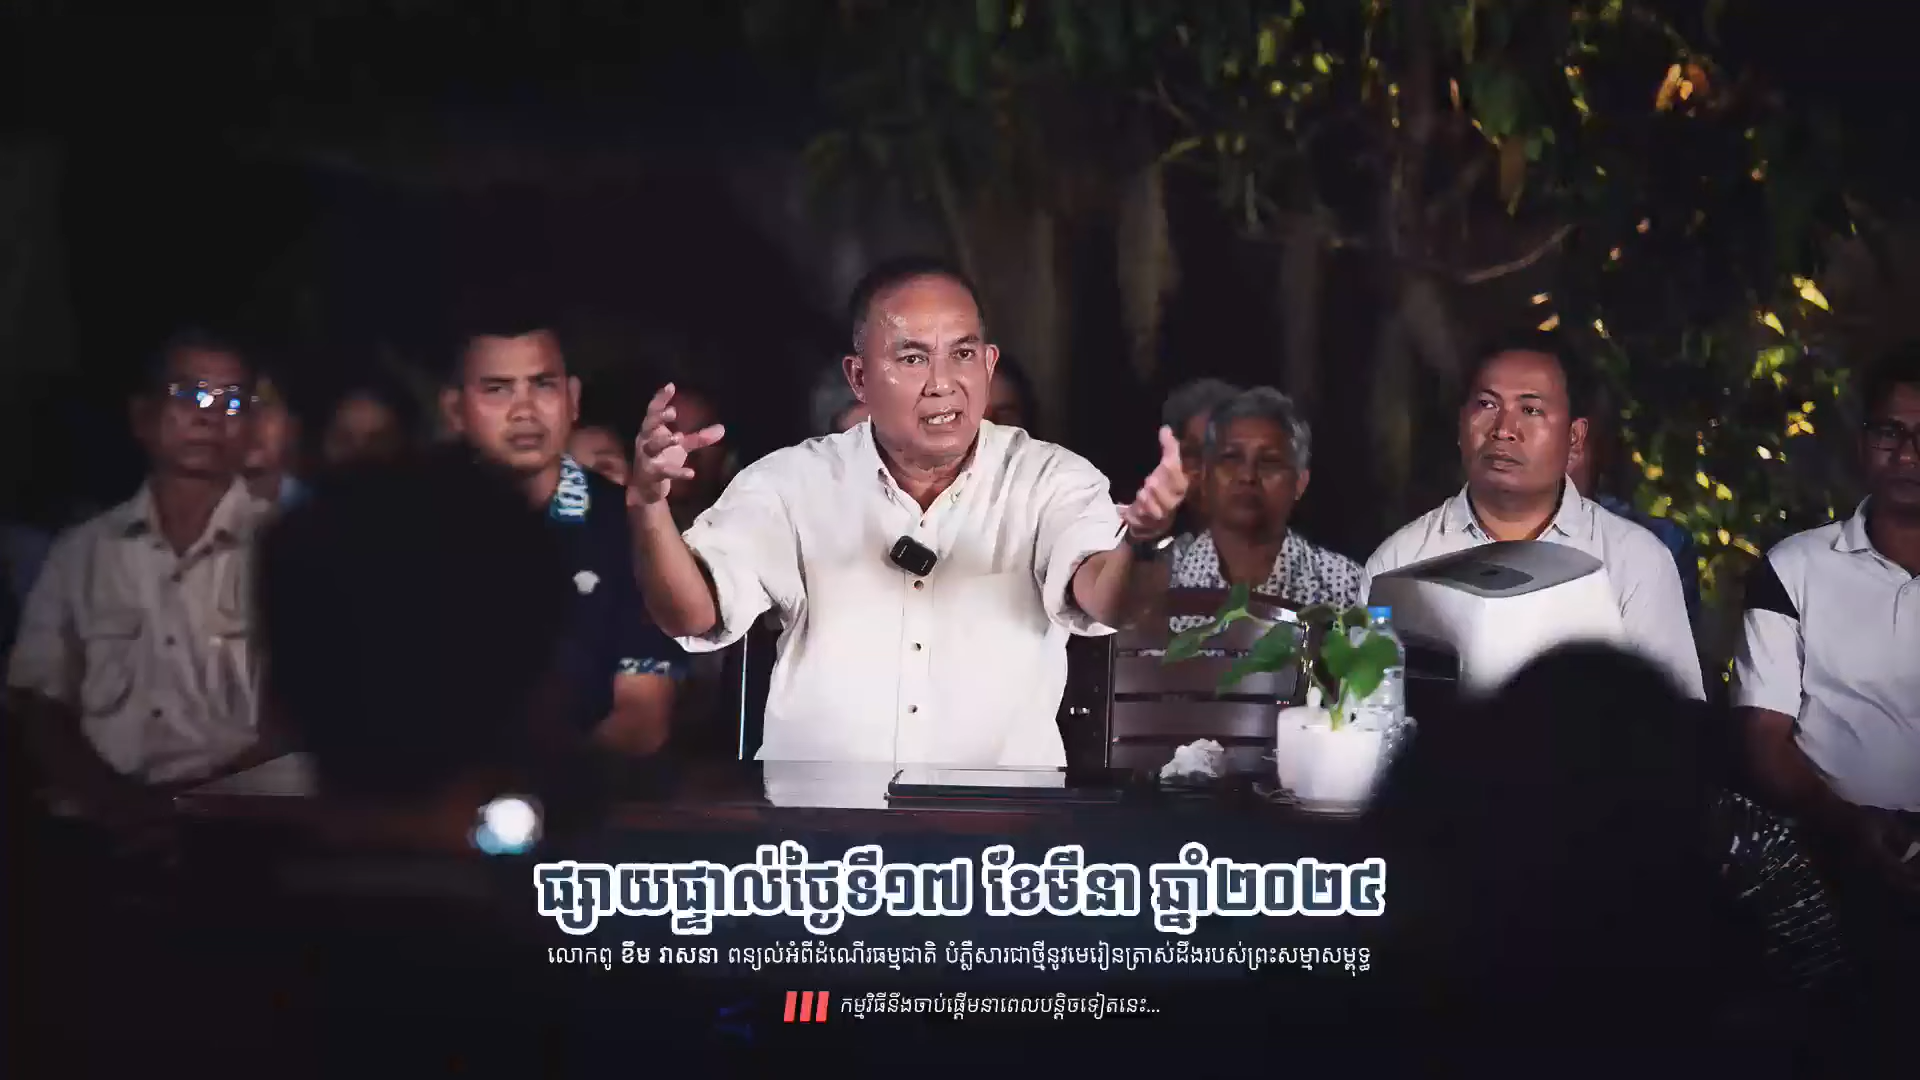 ផ្សាយផ្ទាល់ថ្ងៃទី១៧ ខែមីនា ឆ្នាំ២០២៤
លោកពូ ខឹម វាសនា ពន្យល់អំពីដំណើរធម្មជាតិ បំភ្លឺសារជាថ្មីនូវមេរៀនត្រាស់ដឹងរបស់ព្រះសម្មាសម្ពុទ្ធ
កម្មវិធីនឹងចាប់ផ្ដើមនាពេលបន្តិចទៀតនេះ...